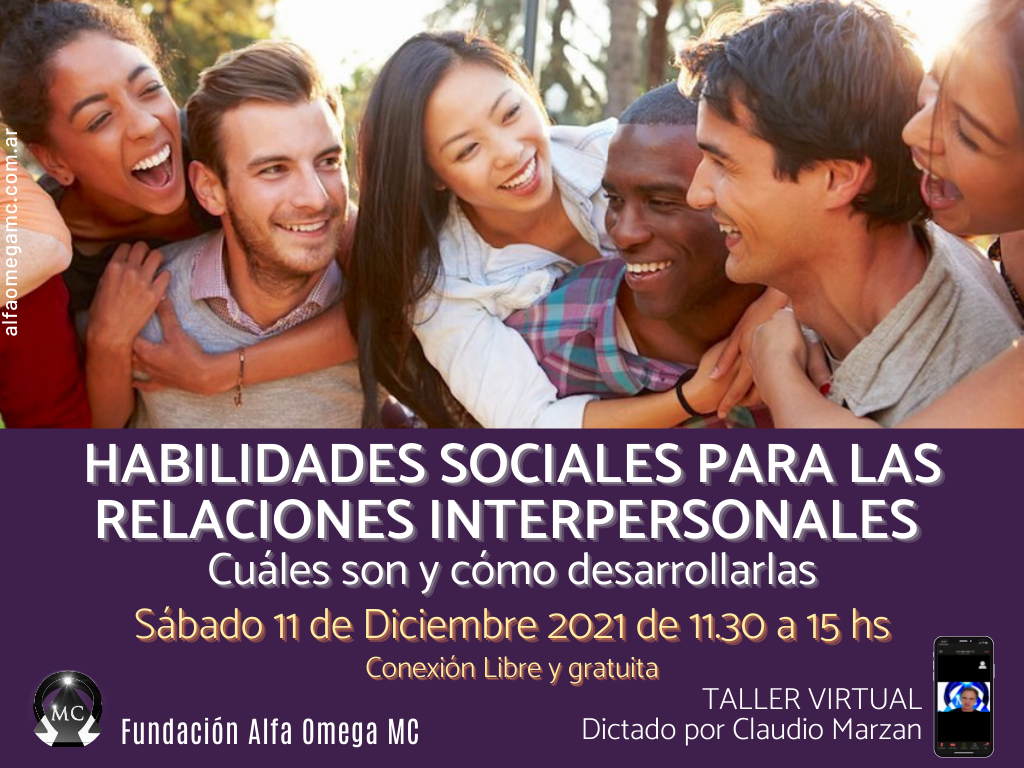 alfaomegamc.com.ar
HABILIDADES SOCIALES PARA LAS
RELACIONES INTERPERSONALES
Cuáles son y cómo desarrollarlas
Sábado 11 de Diciembre 2021 de 11.30 a 15 hs
Conexión Libre y gratuita
MC
Fundación Alfa Omega MC
TALLER VIRTUAL
Dictado por Claudio Marzan